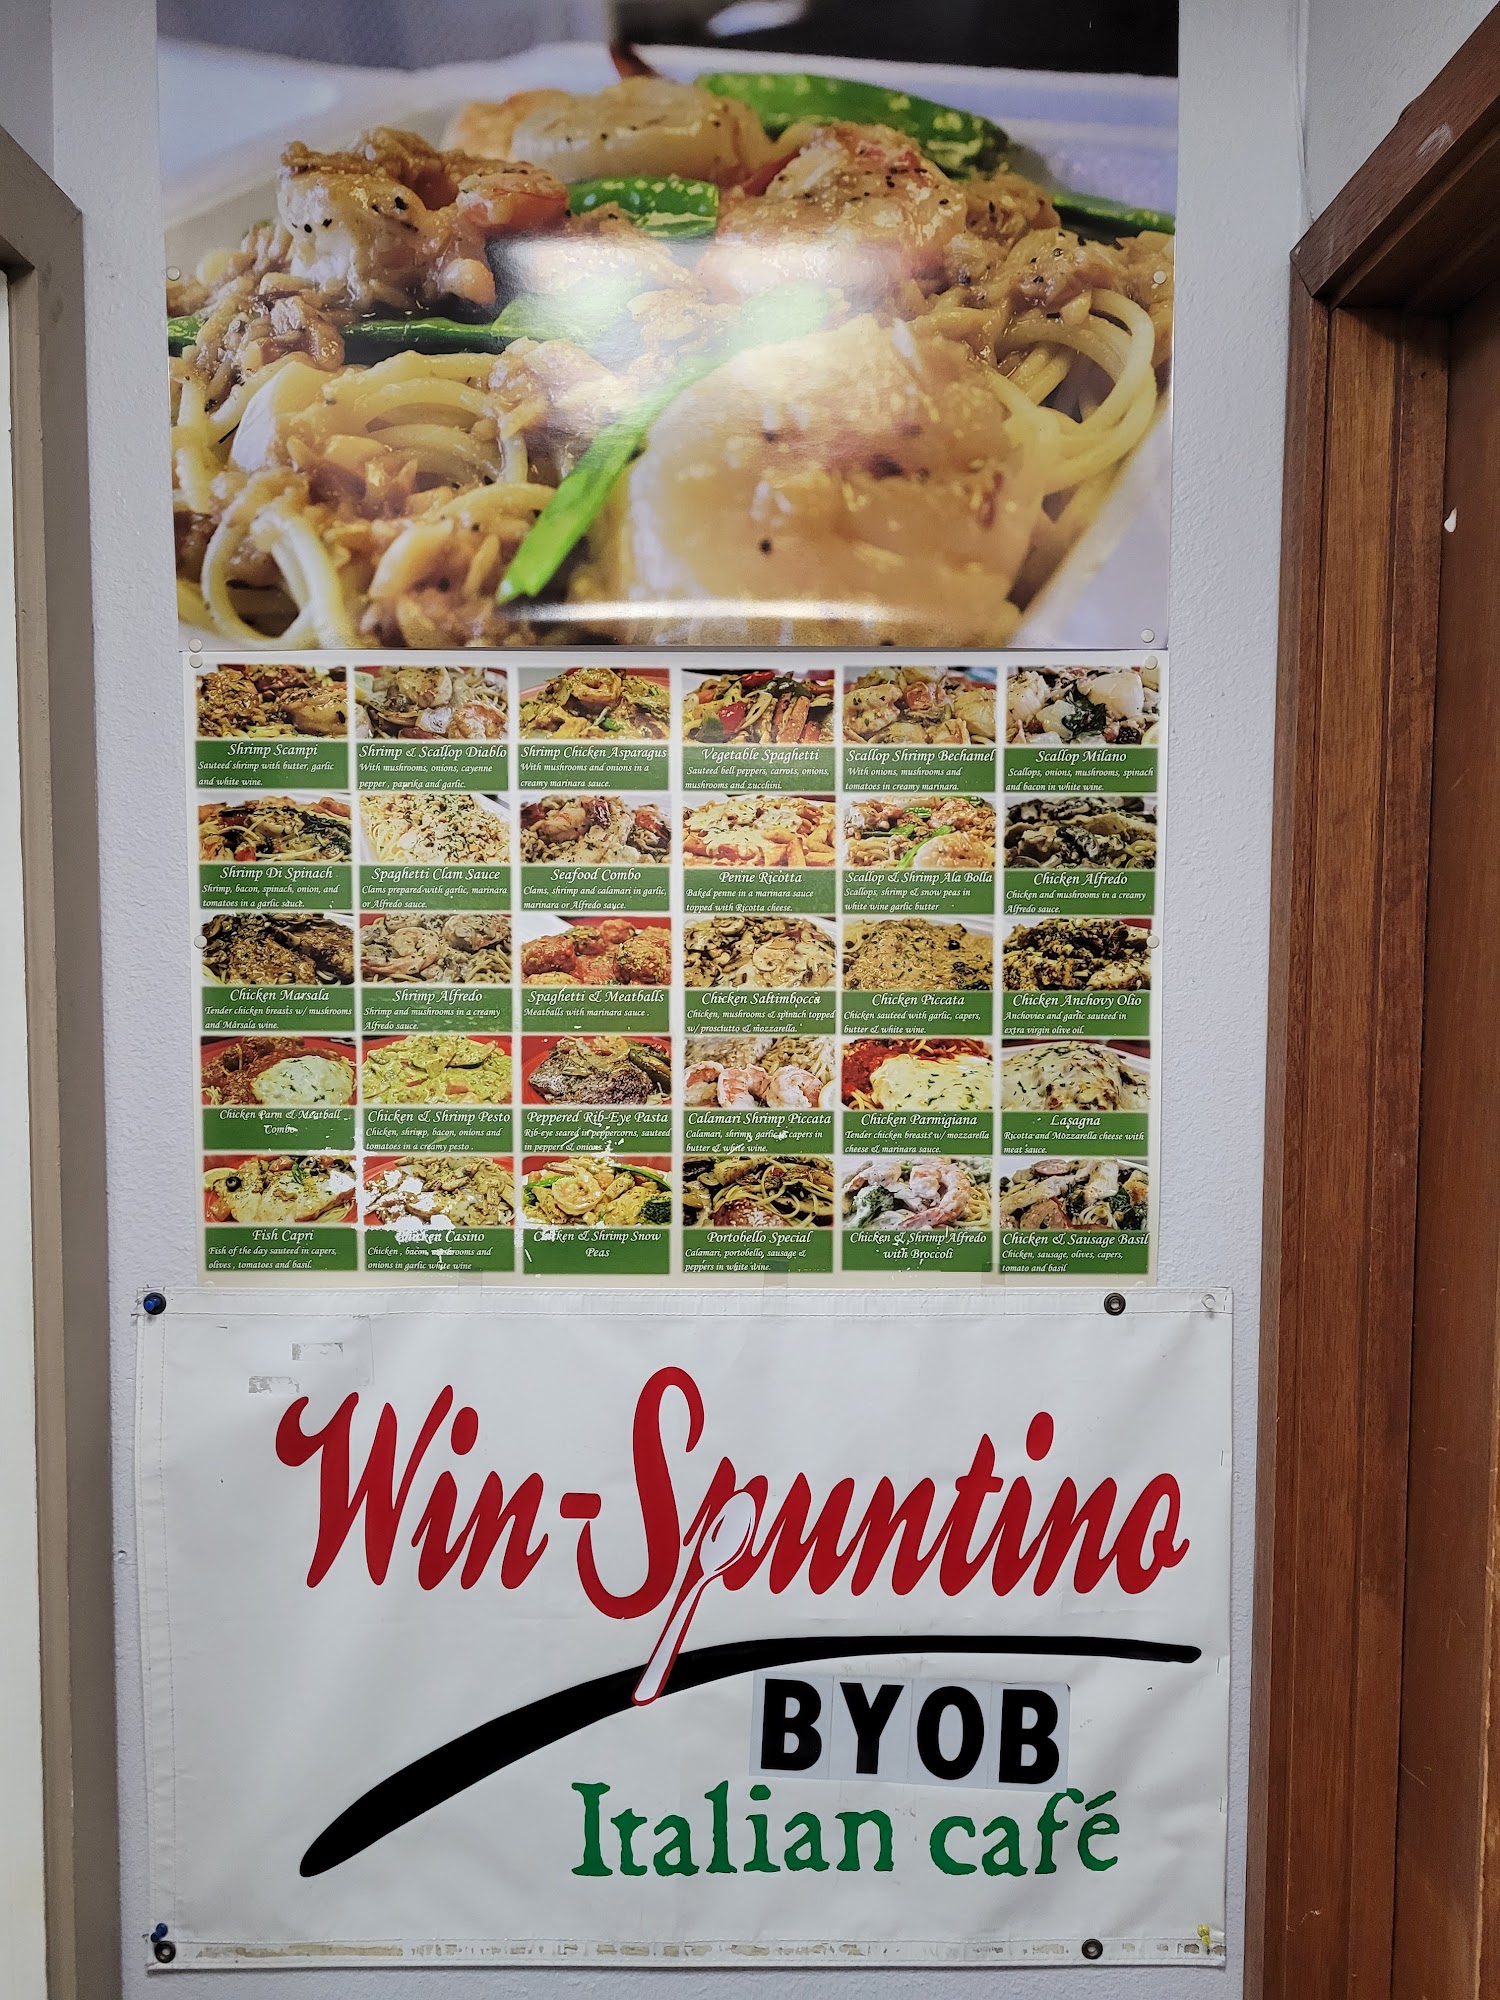 Shrimp Scampi
Sauteed shrimp with butter, garlic
and white wine.
Shrimp & Scallop Diablo
With mushrooms, onions, cayenne
pepper , paprika and garlic.
Shrimp Chicken Asparagus
With mushrooms and onions in a
creamy marinara sauce.
Vegetable Spaghetti
Sauteed bell peppers, carrots, onions,
mushrooms and zucchini.
Scallop Shrimp Bechamel
With onions, mushrooms and
tomatoes in creamy marinara.
Scallop Milano
Scallops, onions, mushrooms, spinach
and bacon in white wine.
Shrimp Di Spinach
Shrimp, bacon, spinach, onion, and
tomatoes in a garlic sauce.
Spaghetti Clam Sauce
Clams prepared with garlic, marinara
or Alfredo sauce.
Seafood Combo
Clams, shrimp and calamari in garlic,
marinara or Alfredo sauce.
Penne Ricotta
Baked penne in a marinara sauce
topped with Ricotta cheese.
Scallop & Shrimp Ala Bolla
Scallops, shrimp & snow peas in
white wine garlic butter
Chicken Alfredo
Chicken and mushrooms in a creamy
Alfredo sauce.
Chicken Marsala
Tender chicken breasts w/ mushrooms
and Marsala wine.
Shrimp Alfredo
Shrimp and mushrooms in a creamy
Alfredo sauce.
Spaghetti & Meatballs
Meatballs with marinara sauce .
Chicken Saltimbocca
Chicken, mushrooms & spinach topped
w/ prosciutto & mozzarella.
Chicken Piccata
Chicken sauteed with garlic, capers,
butter & white wine.
Chicken Anchovy Olio
Anchovies and garlic sauteed in
extra virgin olive oil.
Chicken Parm & Meatball
Combo
Chicken & Shrimp Pesto
Chicken, shrimp, bacon, onions and
tomatoes in a creamy pesto .
Peppered Rib-Eye Pasta
Rib-eye seared in peppercorns, sauteed
in peppers & onions.
Calamari Shrimp Piccata
Calamari, shrimp, garlic & capers in
butter & white wine.
Chicken Parmigiana
Tender chicken breasts w/ mozzarella
cheese & marinara sauce.
Lasagna
Ricotta and Mozzarella cheese with
meat sauce.
Fish Capri
Fish of the day sauteed in capers,
olives , tomatoes and basil.
Chicken Casino
Chicken , bacon, mushrooms and
onions in garlic white wine
Chicken & Shrimp Snow
Peas
Portobello Special
Calamari, portobello, sausage &
peppers in white wine.
Chicken & Shrimp Alfredo
with Broccoli
Chicken & Sausage Basil
Chicken, sausage, olives, capers,
tomato and basil
Win-Spuntino
BYOB
Italian café